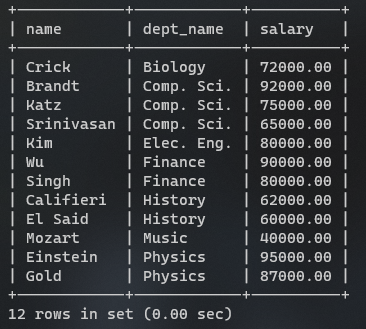 +------------+------------+----------+
| name       | dept_name  | salary   |
+------------+------------+----------+
| Crick      | Biology    | 72000.00 |
| Brandt     | Comp. Sci. | 92000.00 |
| Katz       | Comp. Sci. | 75000.00 |
| Srinivasan | Comp. Sci. | 65000.00 |
| Kim        | Elec. Eng. | 80000.00 |
| Wu         | Finance    | 90000.00 |
| Singh      | Finance    | 80000.00 |
| Califieri  | History    | 62000.00 |
| El Said    | History    | 60000.00 |
| Mozart     | Music      | 40000.00 |
| Einstein   | Physics    | 95000.00 |
| Gold       | Physics    | 87000.00 |
+------------+------------+----------+
12 rows in set (0.00 sec)